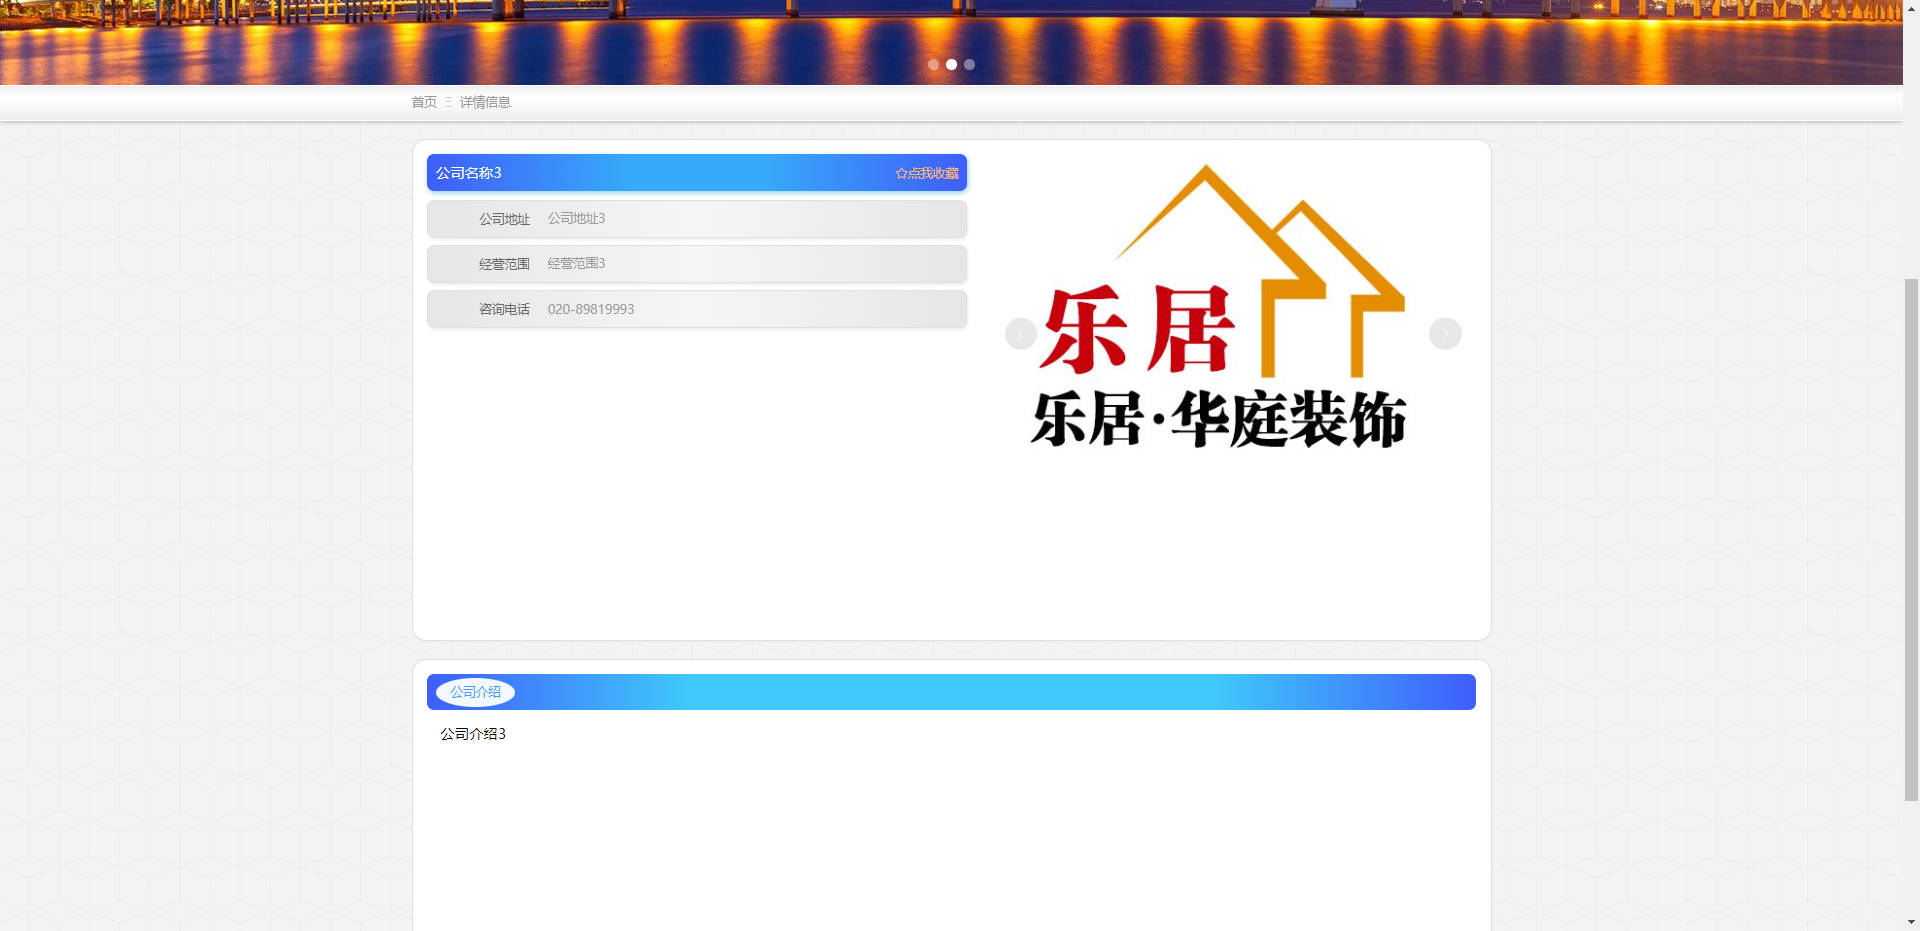 首页 三 详情信息
公司名称3 ☆点我收藏
公司地址 公司地址3
经营范围 经营范围3
咨询电话 020-89819993
乐居
乐居·华庭装饰
公司介绍
公司介绍3